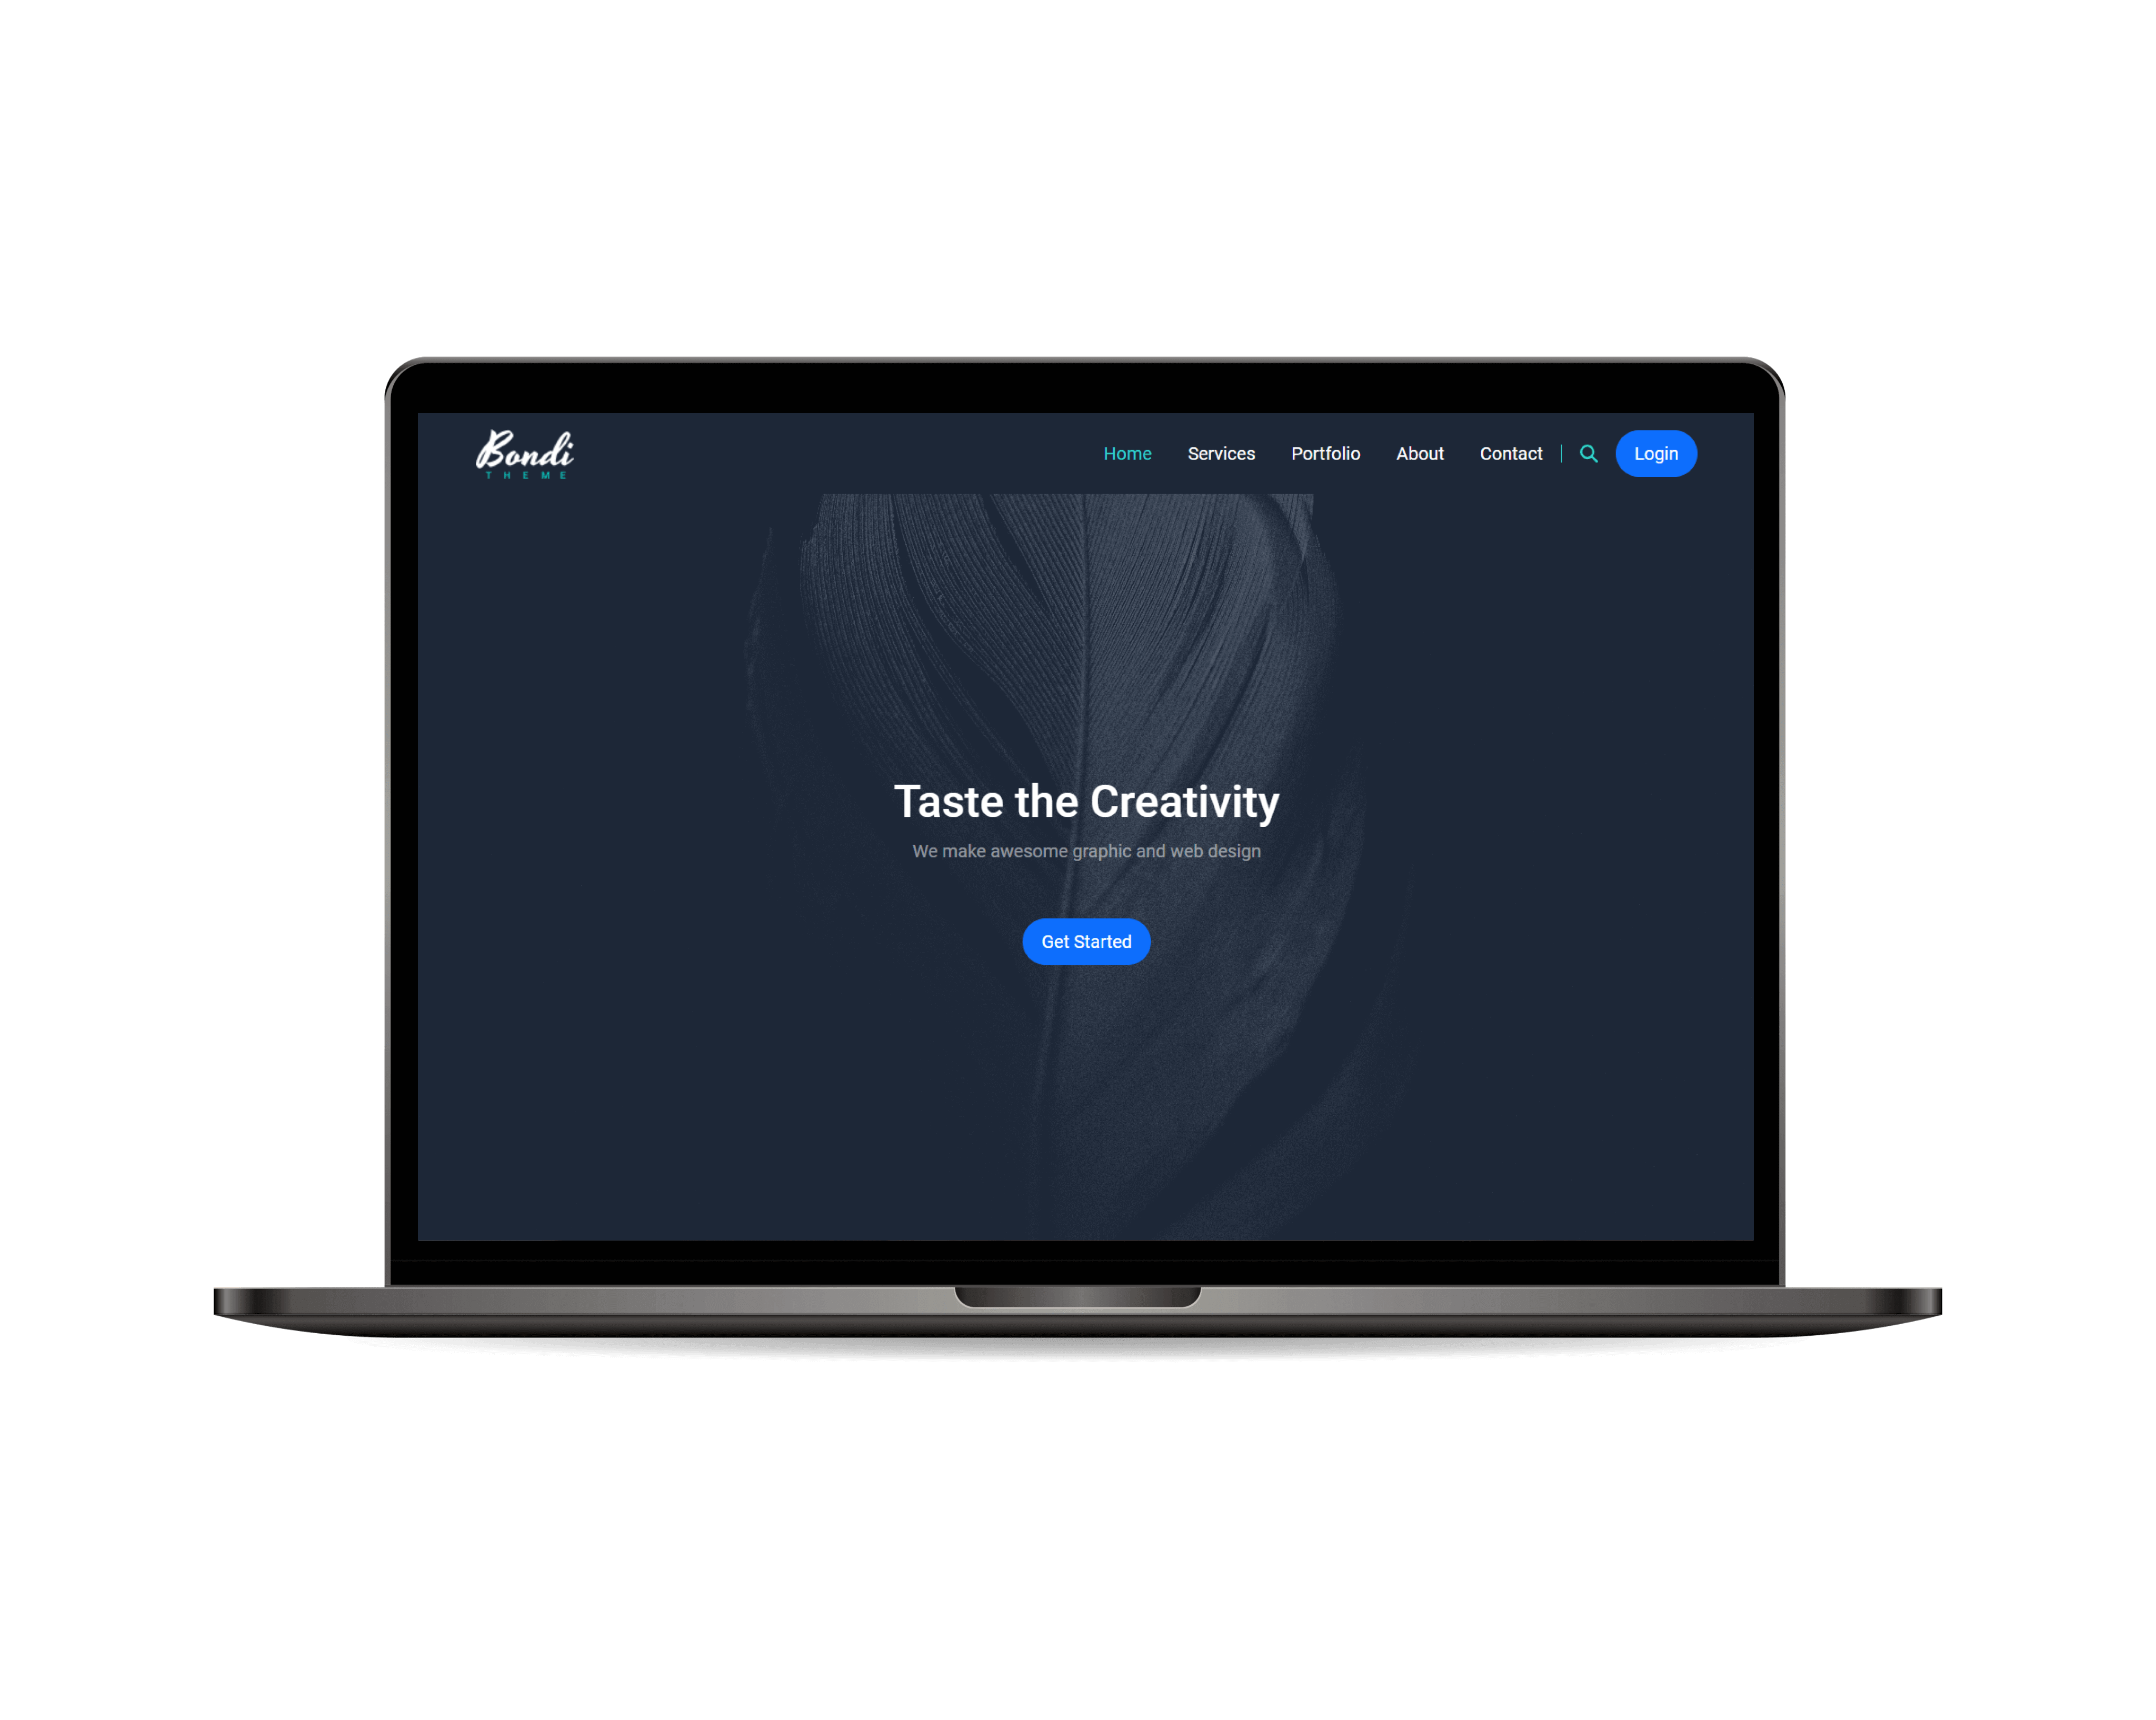 Bondi
THEME
Home Services Portfolio About Contact | Login
Taste the Creativity
We make awesome graphic and web design
Get Started